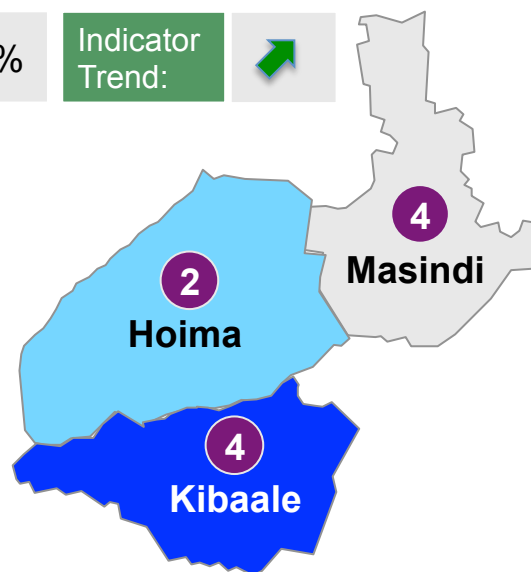 %
Indicator
Trend:
4
Masindi
2
Hoima
4
Kibaale